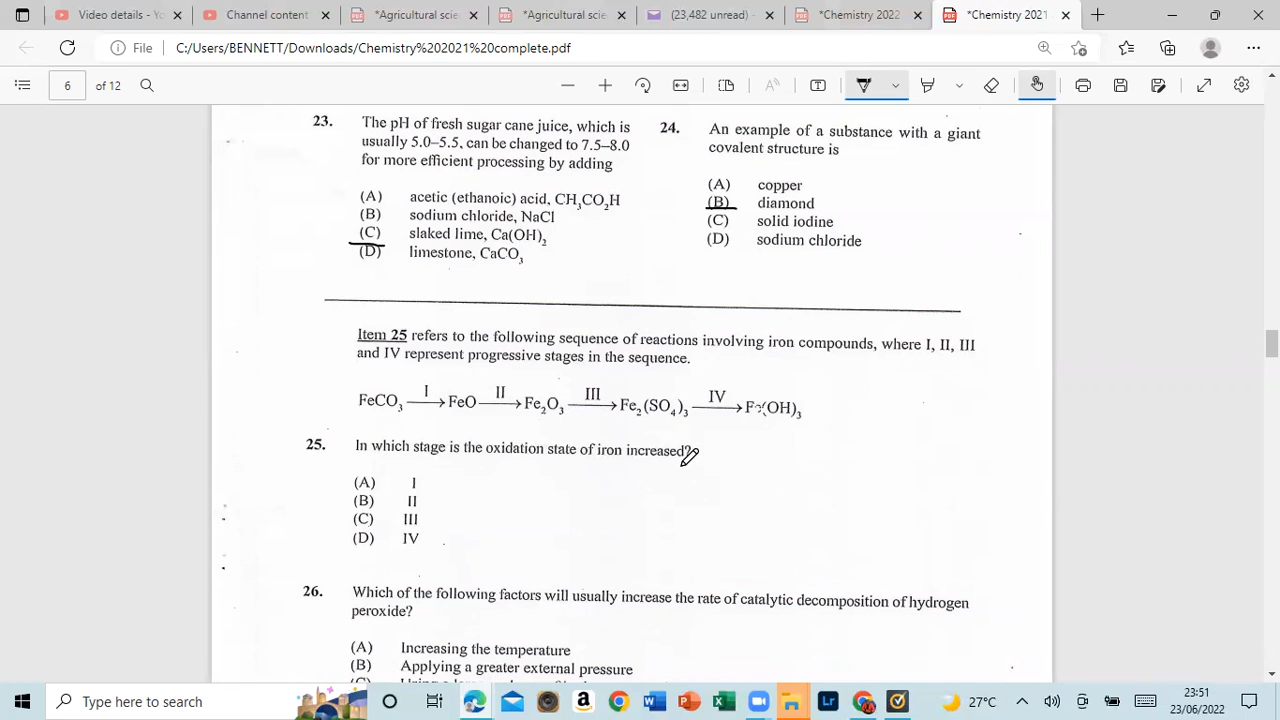 Video details - Yo
Channel content
*Agricultural scie
*Agricultural scie
(23,482 unread) -
*Chemistry 2022
*Chemistry 2021
File C:/Users/BENNETT/Downloads/Chemistry%202021%20complete.pdf
6 of 12
23. The pH of fresh sugar cane juice, which is
usually 5.0–5.5, can be changed to 7.5–8.0
for more efficient processing by adding
(A) acetic (ethanoic) acid, CH₃CO₂H
(B) sodium chloride, NaCl
(C) slaked lime, Ca(OH)₂
(D) limestone, CaCO₃
24. An example of a substance with a giant
covalent structure is
(A) copper
(B) diamond
(C) solid iodine
(D) sodium chloride
Item 25 refers to the following sequence of reactions involving iron compounds, where I, II, III
and IV represent progressive stages in the sequence.
FeCO₃ I→ FeO II→ Fe₂O₃ III→ Fe₂(SO₄)₃ IV→ Fe(OH)₃
25. In which stage is the oxidation state of iron increased?
(A) I
(B) II
(C) III
(D) IV
26. Which of the following factors will usually increase the rate of catalytic decomposition of hydrogen
peroxide?
(A) Increasing the temperature
(B) Applying a greater external pressure
Type here to search
27°C
23:51
23/06/2022